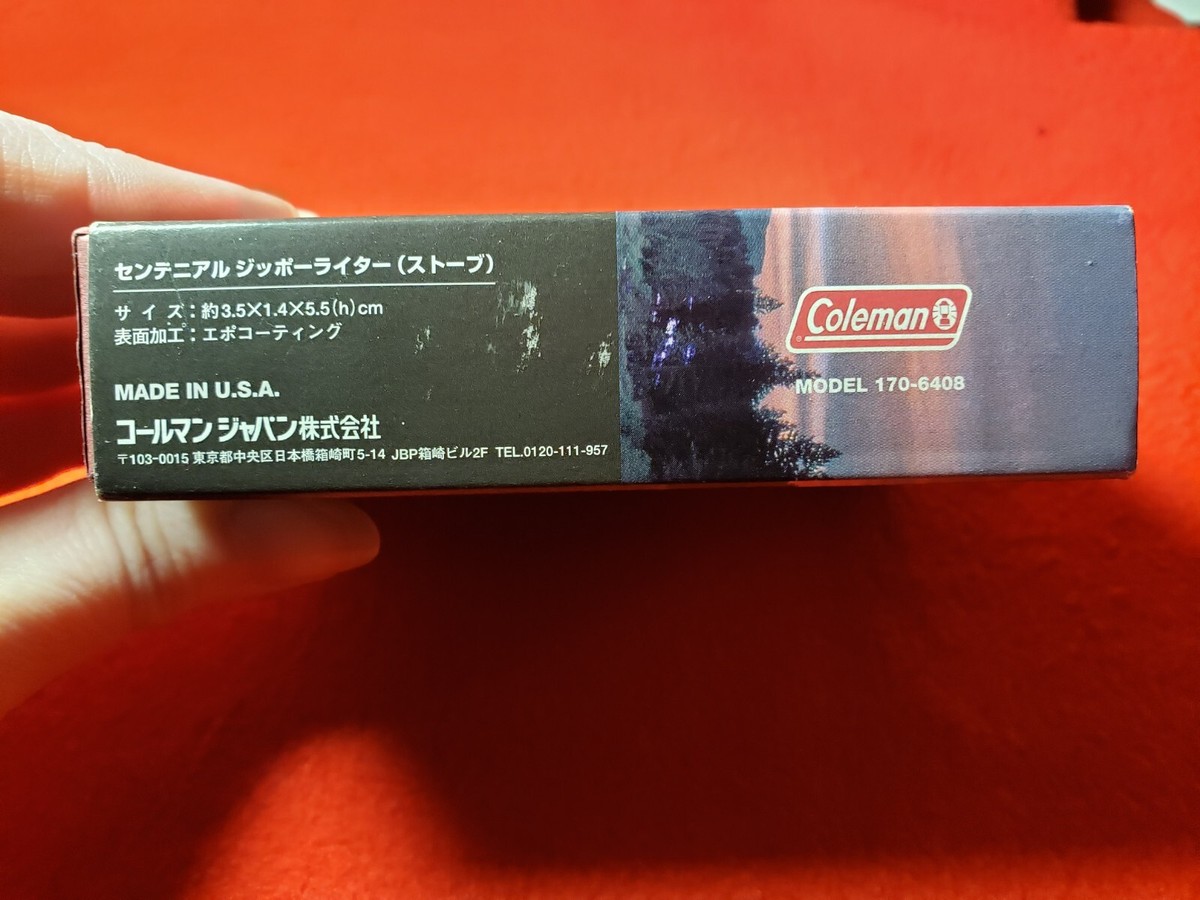 センテニアル ジッポーライター(ストーブ)
サイズ:約3.5×1.4×5.5(h)cm
表面加工:エポコーティング
MADE IN U.S.A.
コールマン ジャパン株式会社
〒103-0015 東京都中央区日本橋箱崎町5-14 JBP箱崎ビル2F TEL.0120-111-957
Coleman
®
MODEL 170-6408